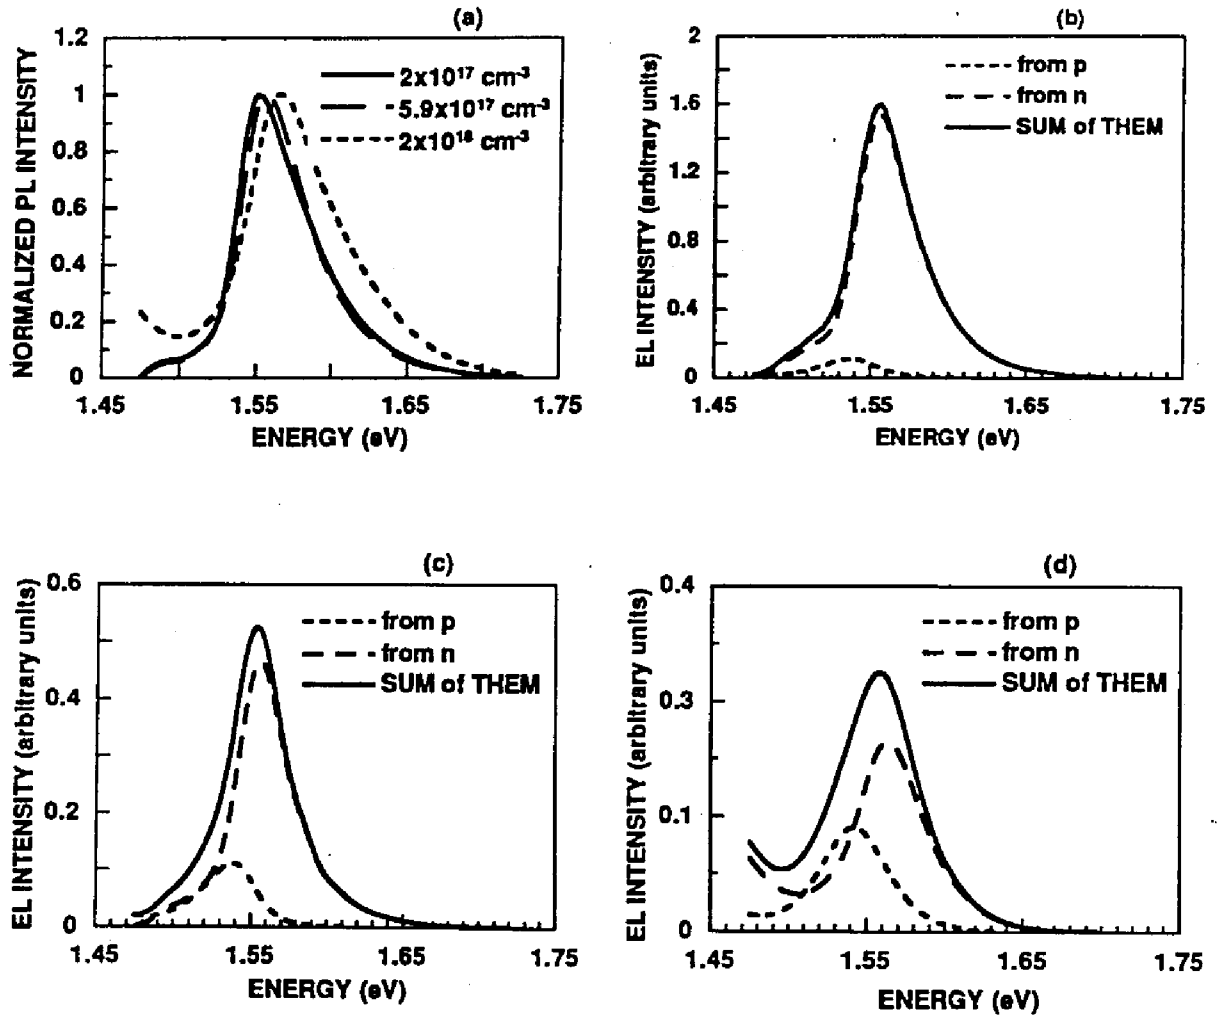 (a)
NORMALIZED PL INTENSITY
1.2
1
0.8
0.6
0.4
0.2
0
2x10¹⁷ cm⁻³
5.9x10¹⁷ cm⁻³
2x10¹⁸ cm⁻³
1.45 1.55 1.65 1.75
ENERGY (eV)
(b)
EL INTENSITY (arbitrary units)
2
1.6
1.2
0.8
0.4
0
from p
from n
SUM of THEM
1.45 1.55 1.65 1.75
ENERGY (eV)
(c)
EL INTENSITY (arbitrary units)
0.6
0.4
0.2
0
from p
from n
SUM of THEM
1.45 1.55 1.65 1.75
ENERGY (eV)
(d)
EL INTENSITY (arbitrary units)
0.4
0.3
0.1
0
from p
from n
SUM of THEM
1.45 1.55 1.65 1.75
ENERGY (eV)